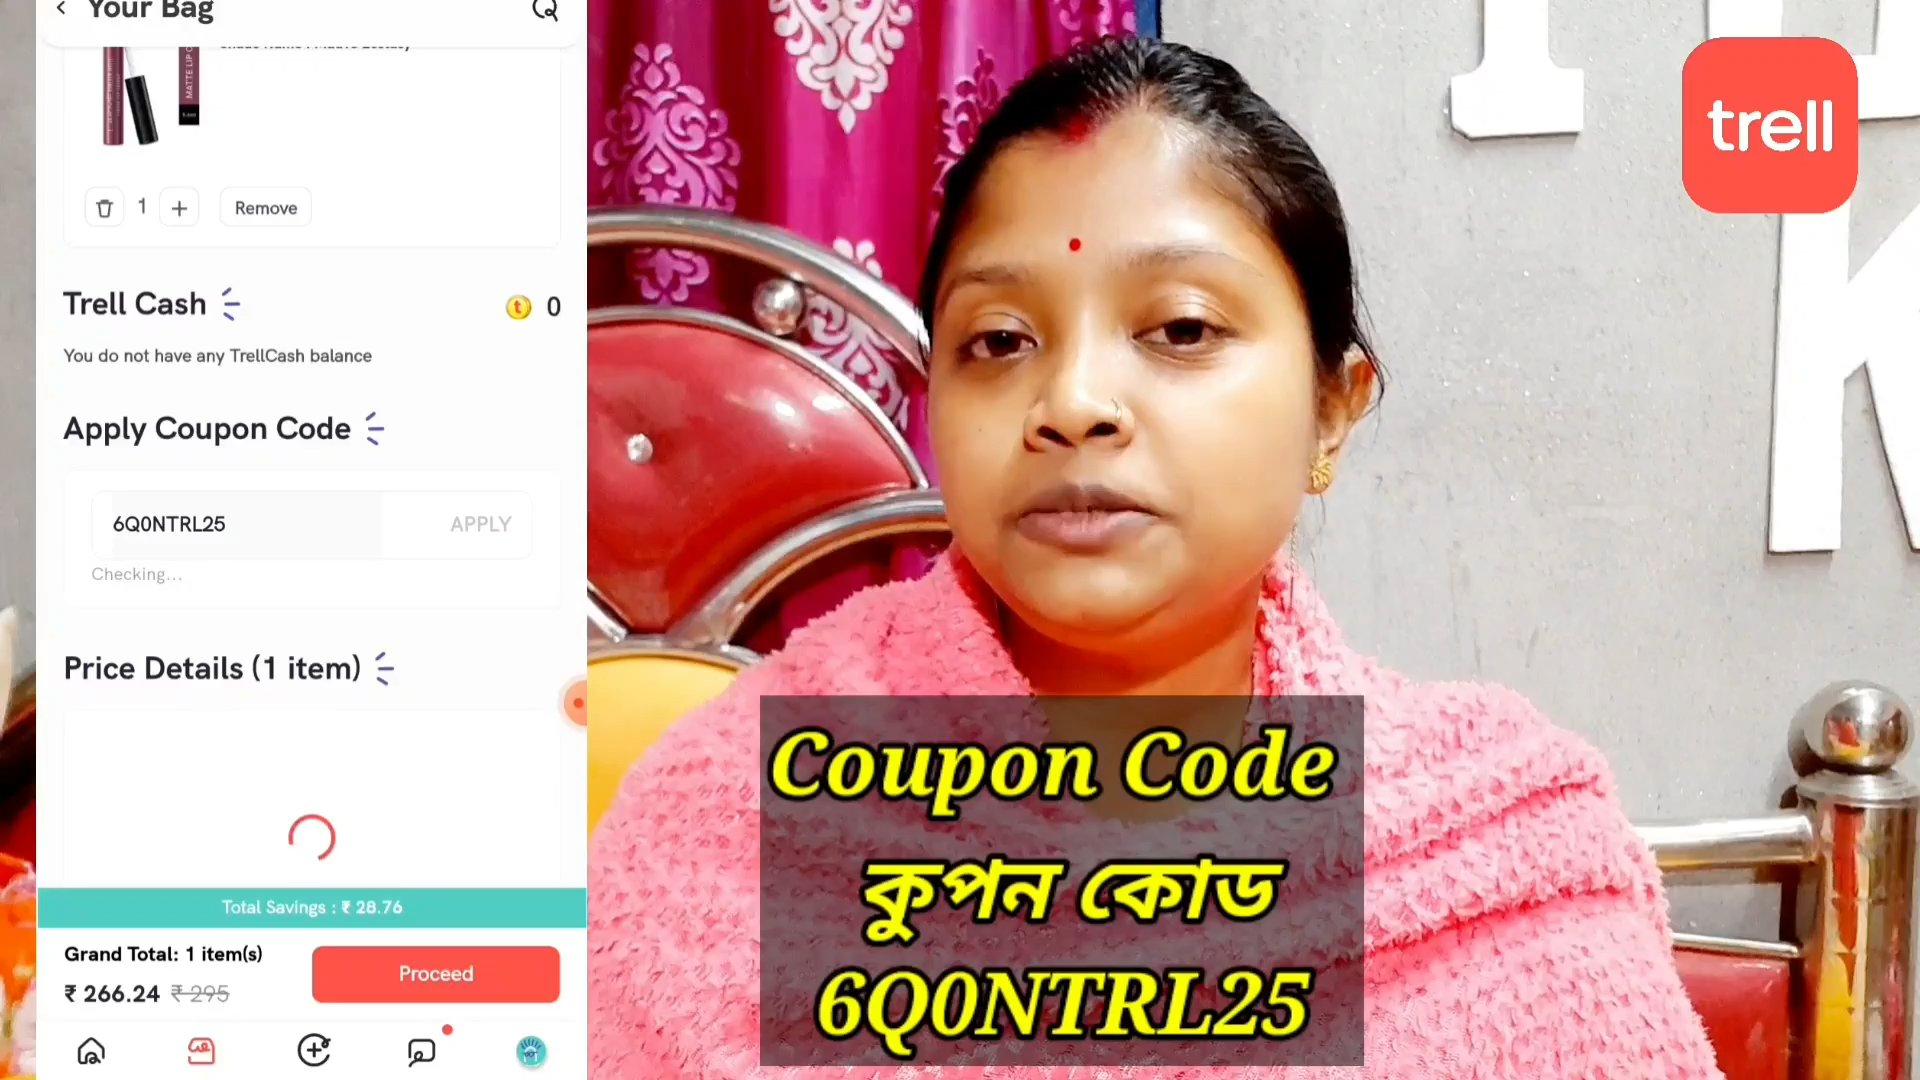 Your Bag
MATTE LIP
1
Remove
Trell Cash
0
You do not have any TrellCash balance
Apply Coupon Code
6Q0NTRL25
APPLY
Checking...
Price Details (1 item)
Total Savings : ₹ 28.76
Grand Total: 1 item(s)
₹ 266.24 ₹ 295
Proceed
trell
Coupon Code
কুপন কোড
6Q0NTRL25